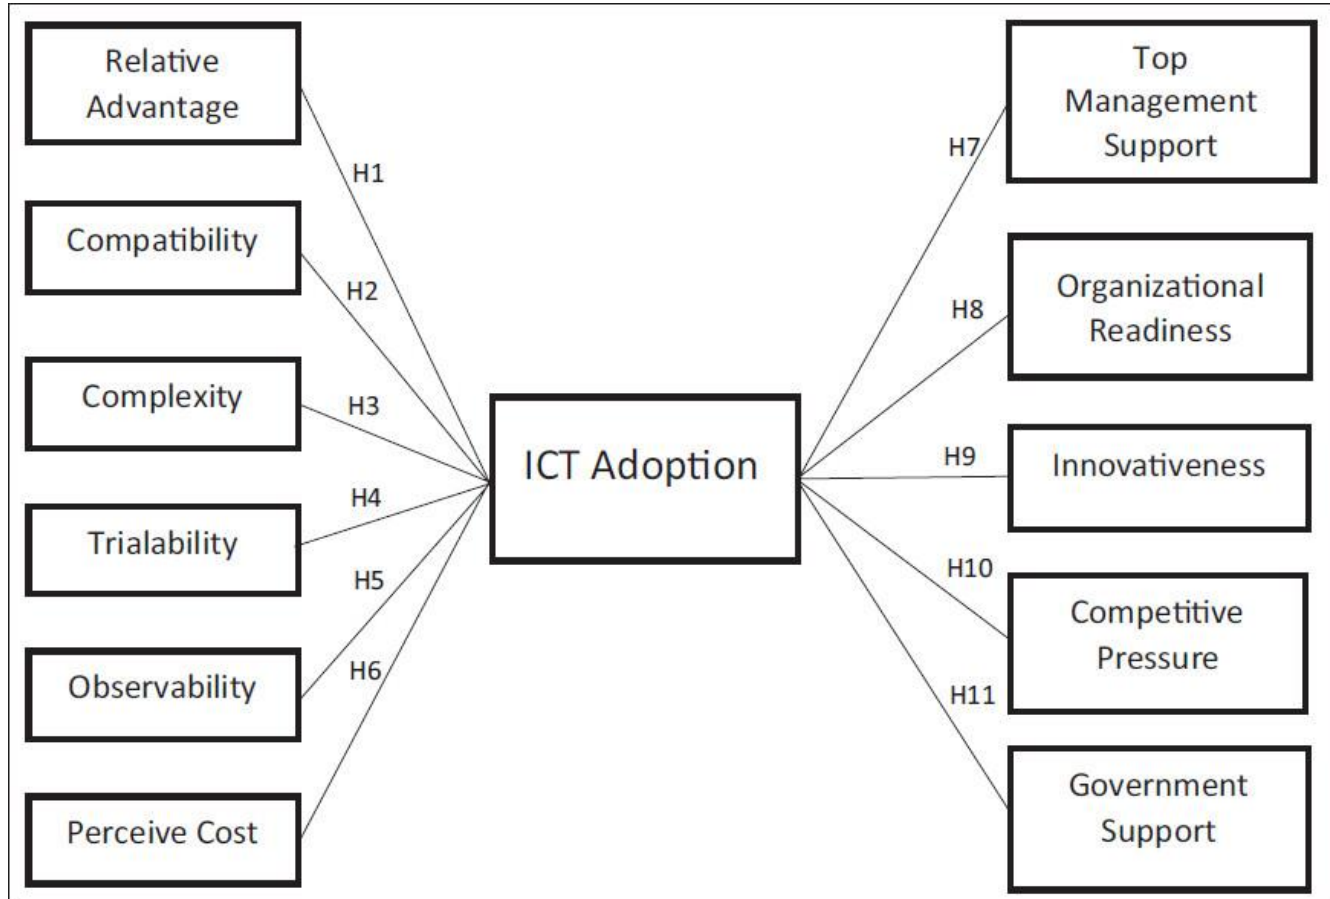 Relative
Advantage
H1
Compatibility
H2
Complexity
H3
Trialability
H4
Observability
H5
Perceive Cost
H6
ICT Adoption
Top
Management
Support
H7
Organizational
Readiness
H8
Innovativeness
H9
Competitive
Pressure
H10
Government
Support
H11